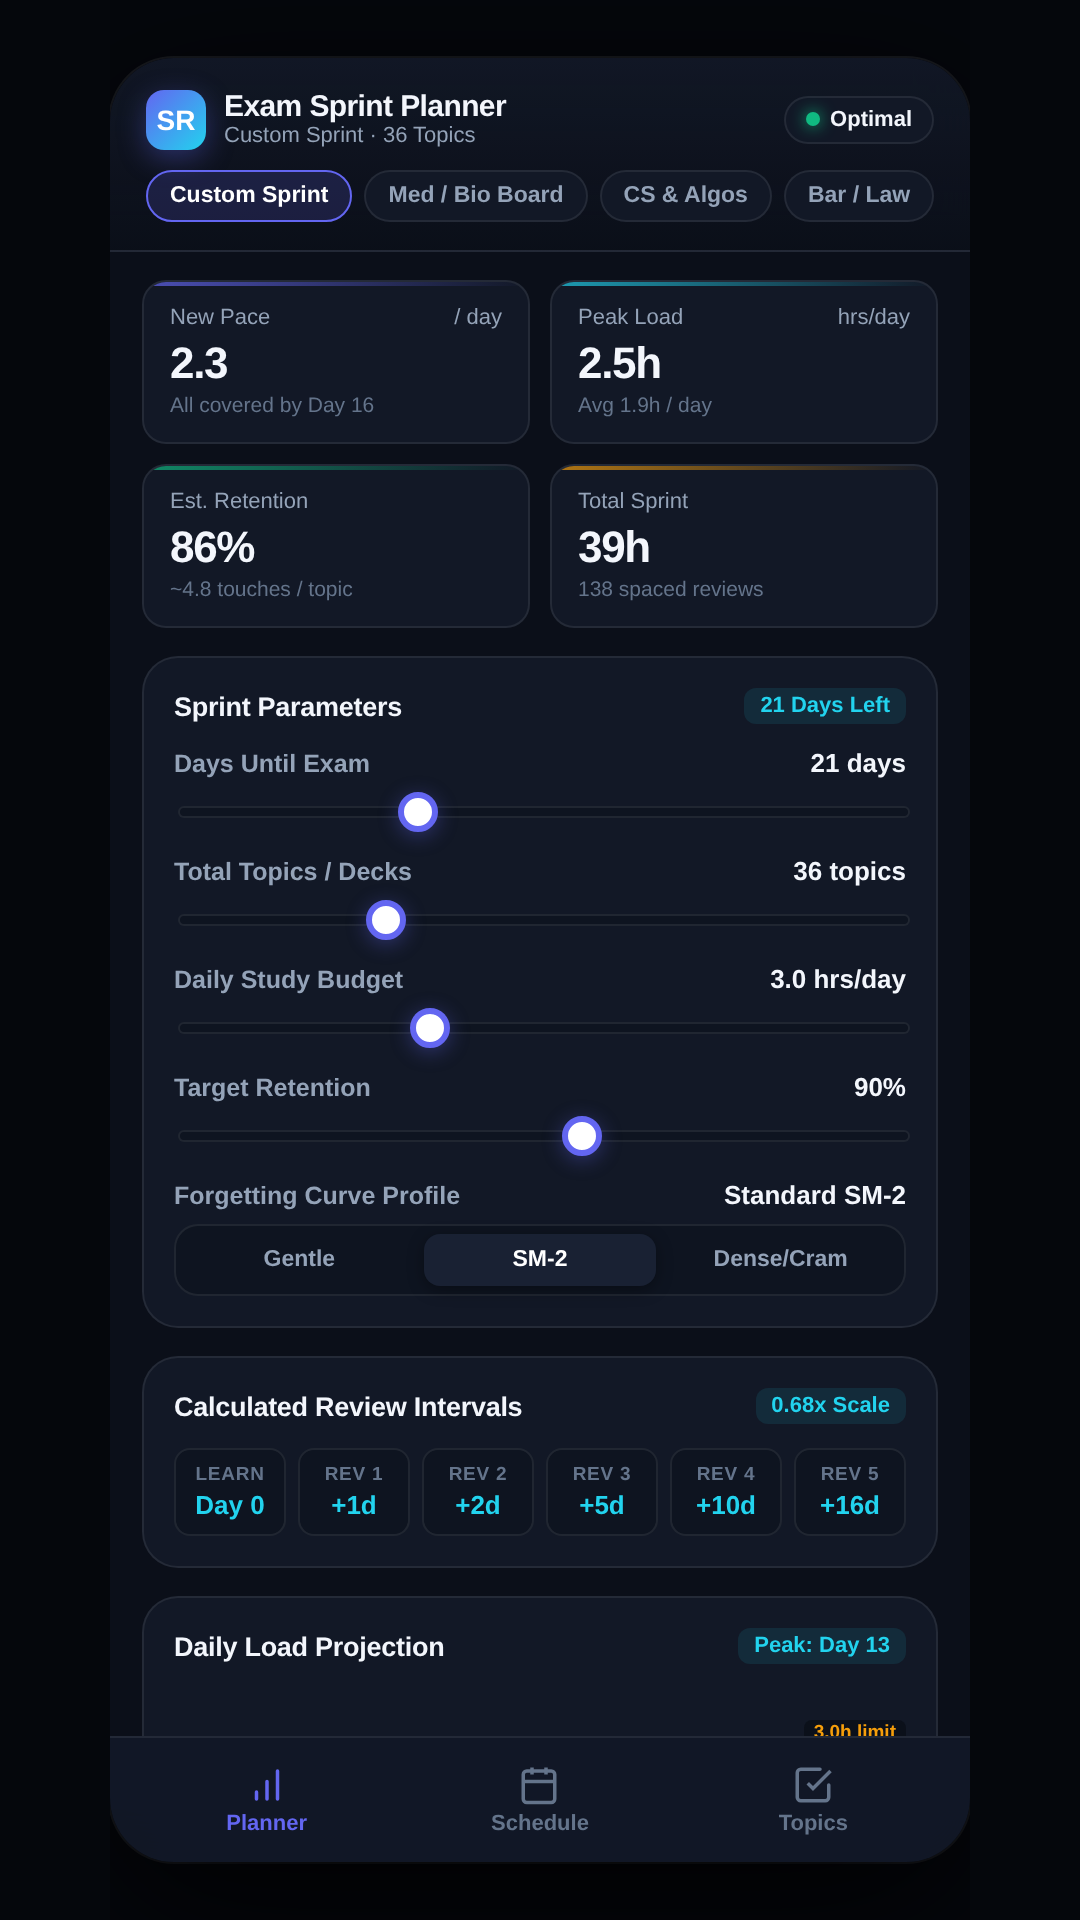 SR
Exam Sprint Planner
Custom Sprint · 36 Topics
Optimal
Custom Sprint
Med / Bio Board
CS & Algos
Bar / Law
New Pace / day
2.3
All covered by Day 16
Peak Load hrs/day
2.5h
Avg 1.9h / day
Est. Retention
86%
~4.8 touches / topic
Total Sprint
39h
138 spaced reviews
Sprint Parameters
21 Days Left
Days Until Exam 21 days
Total Topics / Decks 36 topics
Daily Study Budget 3.0 hrs/day
Target Retention 90%
Forgetting Curve Profile Standard SM-2
Gentle
SM-2
Dense/Cram
Calculated Review Intervals
0.68x Scale
LEARN
Day 0
REV 1
+1d
REV 2
+2d
REV 3
+5d
REV 4
+10d
REV 5
+16d
Daily Load Projection
Peak: Day 13
3.0h limit
Planner
Schedule
Topics